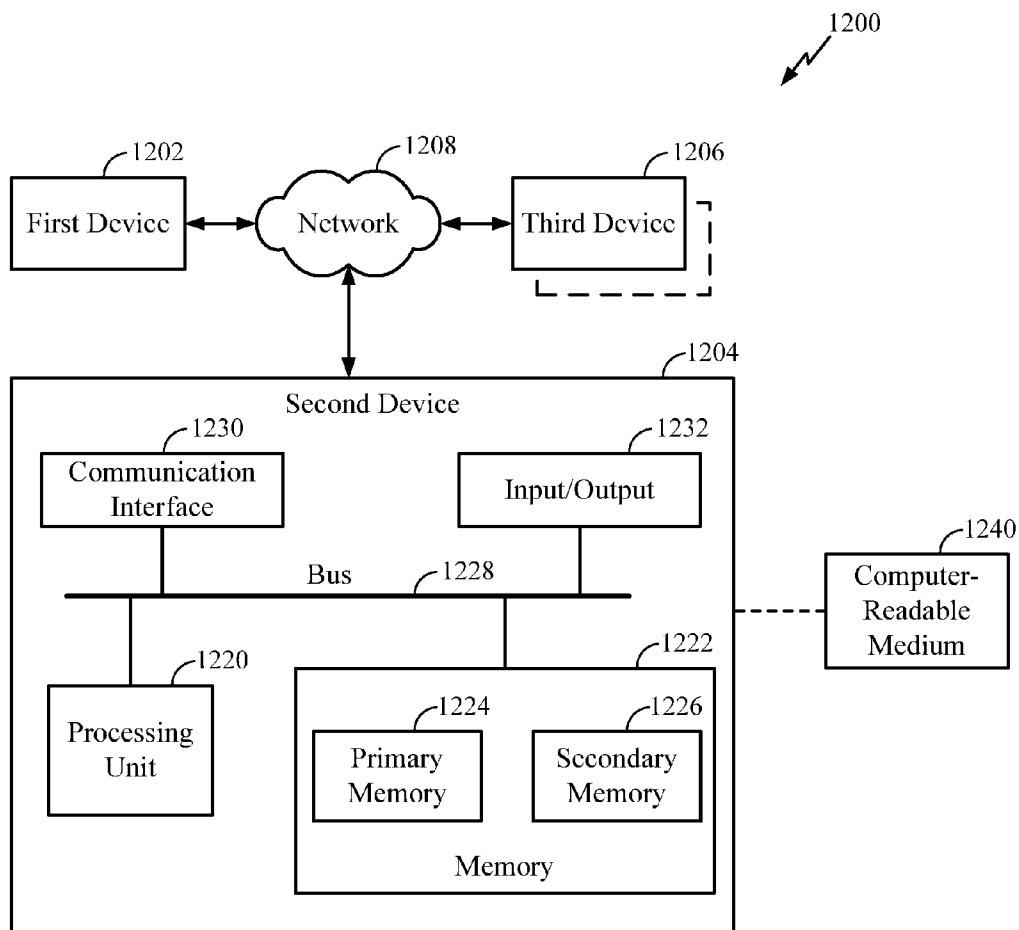 1200
1202
1208
1206
First Device
Network
Third Device
1204
Second Device
1230
1232
Communication
Interface
Input/Output
1240
Bus
1228
Computer-
Readable
Medium
1220
1222
Processing
Unit
1224
1226
Primary
Memory
Secondary
Memory
Memory